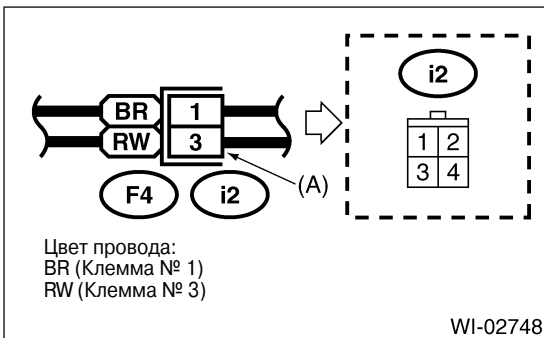 i2
BR 1
RW 3
1 2
3 4
F4 i2 (A)
Цвет провода:
BR (Клемма № 1)
RW (Клемма № 3)
WI-02748